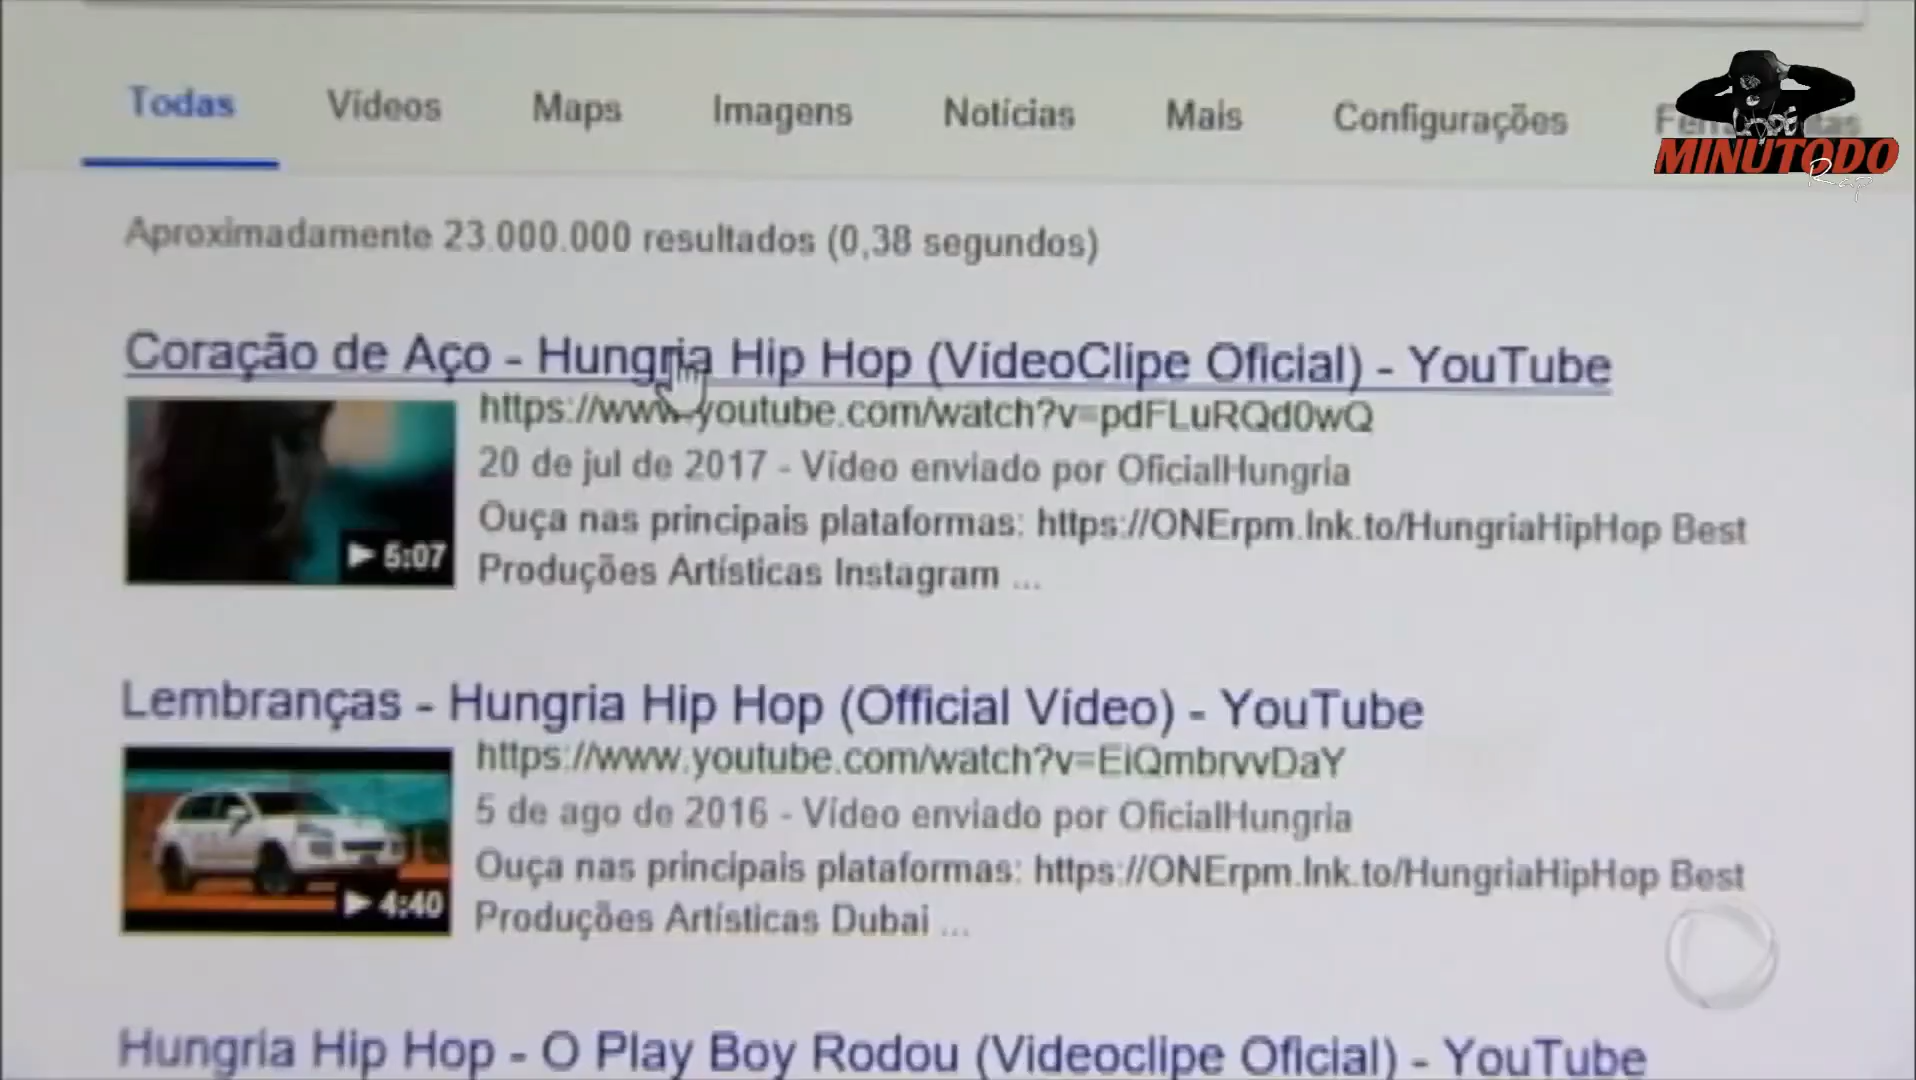 Todas Vídeos Maps Imagens Notícias Mais Configurações
MINUTODO
Rap
Aproximadamente 23.000.000 resultados (0,38 segundos)
Coração de Aço - Hungria Hip Hop (VídeoClipe Oficial) - YouTube
https://www.youtube.com/watch?v=pdFLuRQd0wQ
20 de jul de 2017 - Vídeo enviado por OficialHungria
Ouça nas principais plataformas: https://ONErpm.lnk.to/HungriaHipHop Best
5:07
Produções Artísticas Instagram ...
Lembranças - Hungria Hip Hop (Official Vídeo) - YouTube
https://www.youtube.com/watch?v=EiQmbrvvDaY
5 de ago de 2016 - Vídeo enviado por OficialHungria
Ouça nas principais plataformas: https://ONErpm.lnk.to/HungriaHipHop Best
4:40
Produções Artísticas Dubai ...
Hungria Hip Hop - O Play Boy Rodou (Videoclipe Oficial) - YouTube